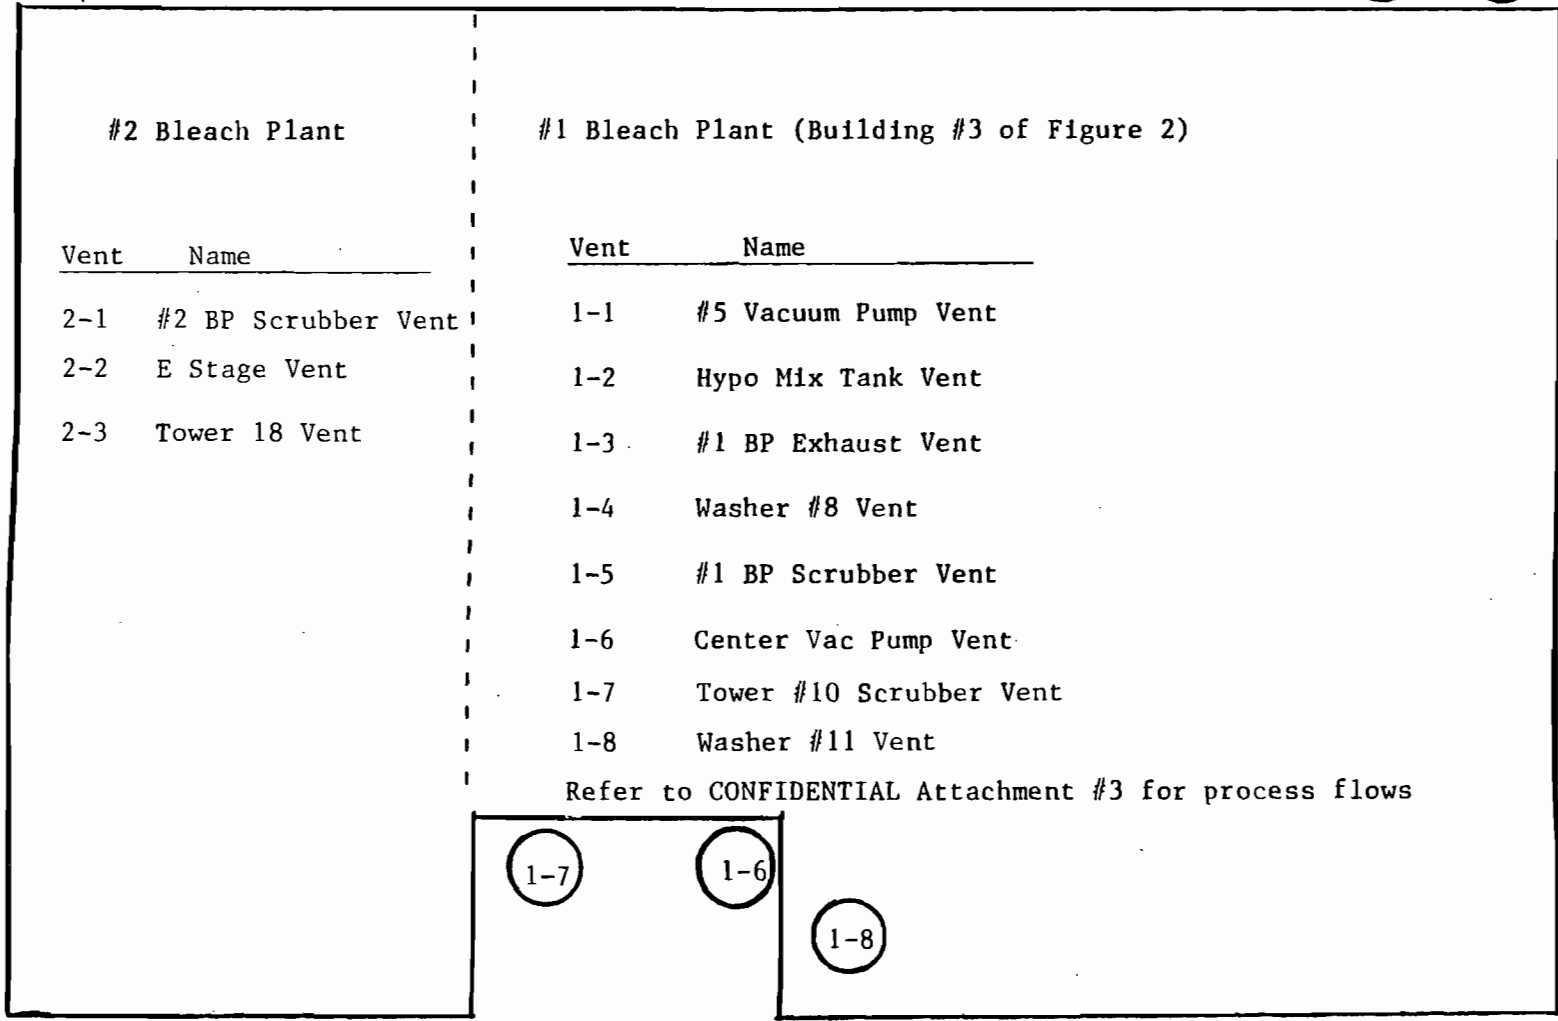 #2 Bleach Plant
Vent Name
2-1 #2 BP Scrubber Vent
2-2 E Stage Vent
2-3 Tower 18 Vent
#1 Bleach Plant (Building #3 of Figure 2)
Vent Name
1-1 #5 Vacuum Pump Vent
1-2 Hypo Mix Tank Vent
1-3 #1 BP Exhaust Vent
1-4 Washer #8 Vent
1-5 #1 BP Scrubber Vent
1-6 Center Vac Pump Vent
1-7 Tower #10 Scrubber Vent
1-8 Washer #11 Vent
Refer to CONFIDENTIAL Attachment #3 for process flows
1-7
1-6
1-8